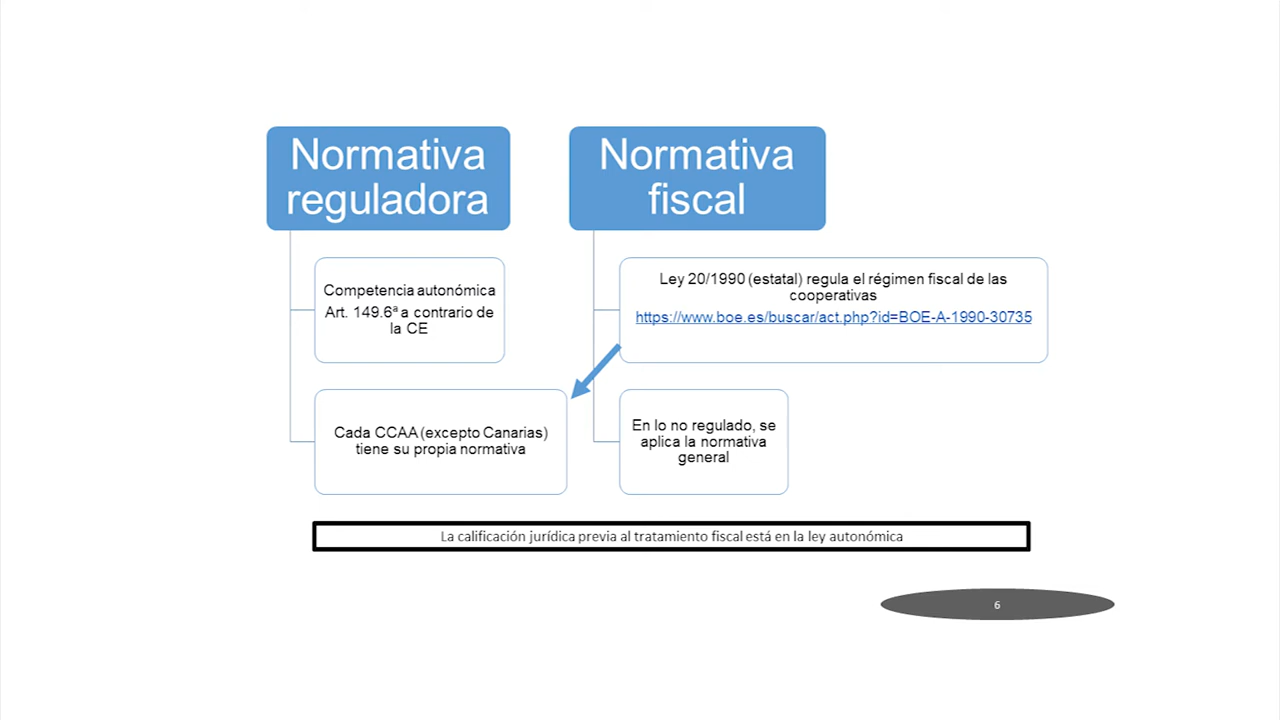 Normativa
reguladora
Competencia autonómica
Art. 149.6ª a contrario de
la CE
Cada CCAA (excepto Canarias)
tiene su propia normativa
Normativa
fiscal
Ley 20/1990 (estatal) regula el régimen fiscal de las
cooperativas
https://www.boe.es/buscar/act.php?id=BOE-A-1990-30735
En lo no regulado, se
aplica la normativa
general
La calificación jurídica previa al tratamiento fiscal está en la ley autonómica
6